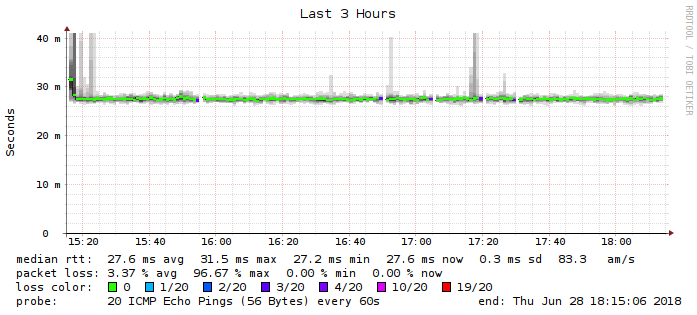 Last 3 Hours
RRDTOOL / TOBI OETIKER
Seconds
40 m
30 m
20 m
10 m
0
15:20 15:40 16:00 16:20 16:40 17:00 17:20 17:40 18:00
median rtt: 27.6 ms avg 31.5 ms max 27.2 ms min 27.6 ms now 0.3 ms sd 83.3 am/s
packet loss: 3.37 % avg 96.67 % max 0.00 % min 0.00 % now
loss color: 0 1/20 2/20 3/20 4/20 10/20 19/20
probe: 20 ICMP Echo Pings (56 Bytes) every 60s end: Thu Jun 28 18:15:06 2018